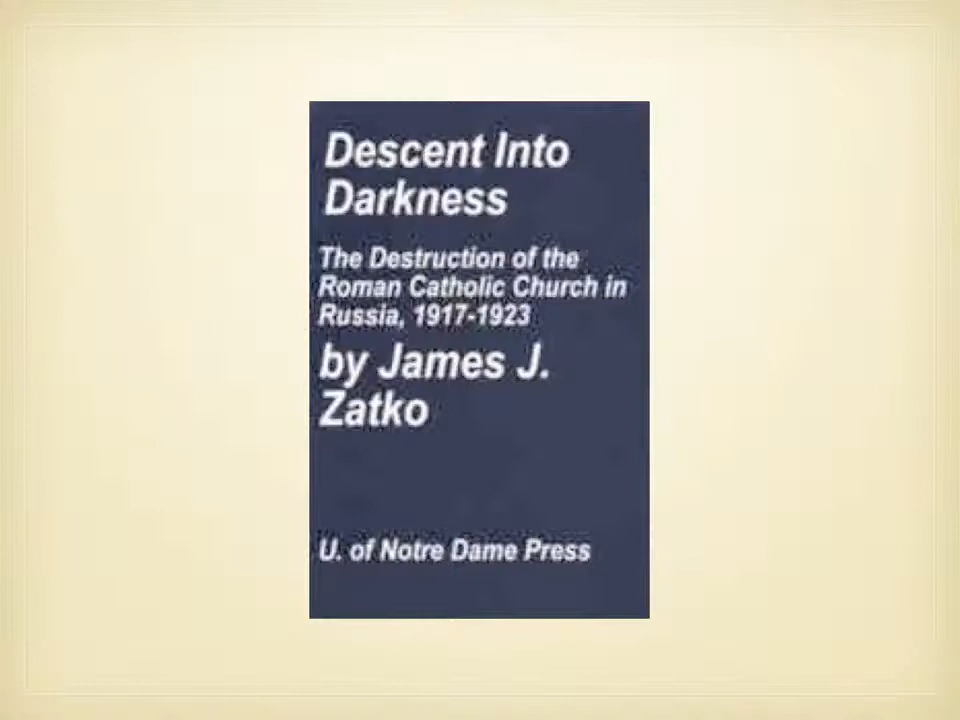 Descent Into
Darkness
The Destruction of the
Roman Catholic Church in
Russia, 1917-1923
by James J.
Zatko
U. of Notre Dame Press